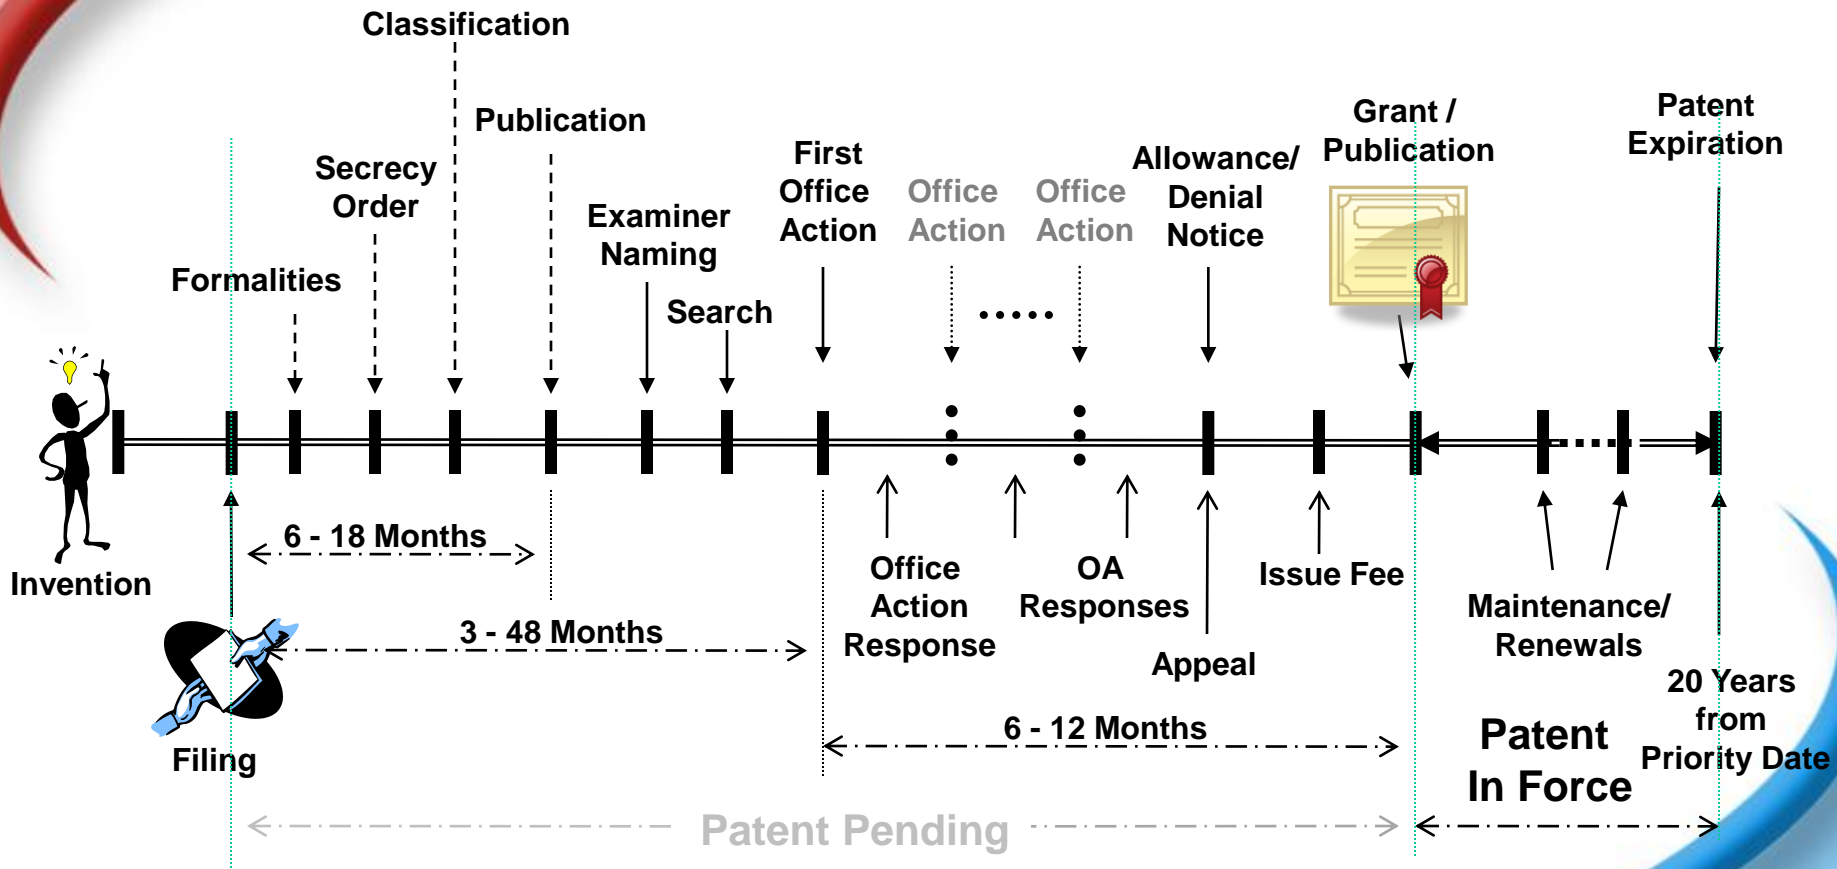 Classification
Publication
Secrecy
Order
Formalities
Examiner
Naming
Search
First
Office
Action
Office
Action
Office
Action
.....
Allowance/
Denial
Notice
Grant /
Publication
Patent
Expiration
Invention
6 - 18 Months
3 - 48 Months
Filing
Office
Action
Response
OA
Responses
Appeal
Issue Fee
Maintenance/
Renewals
6 - 12 Months
20 Years
from
Priority Date
Patent
In Force
Patent Pending